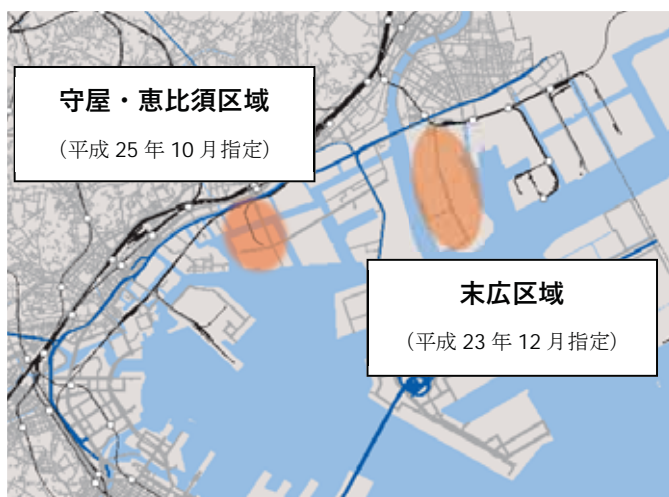 守屋・恵比須区域
（平成 25 年 10 月指定）
末広区域
（平成 23 年 12 月指定）